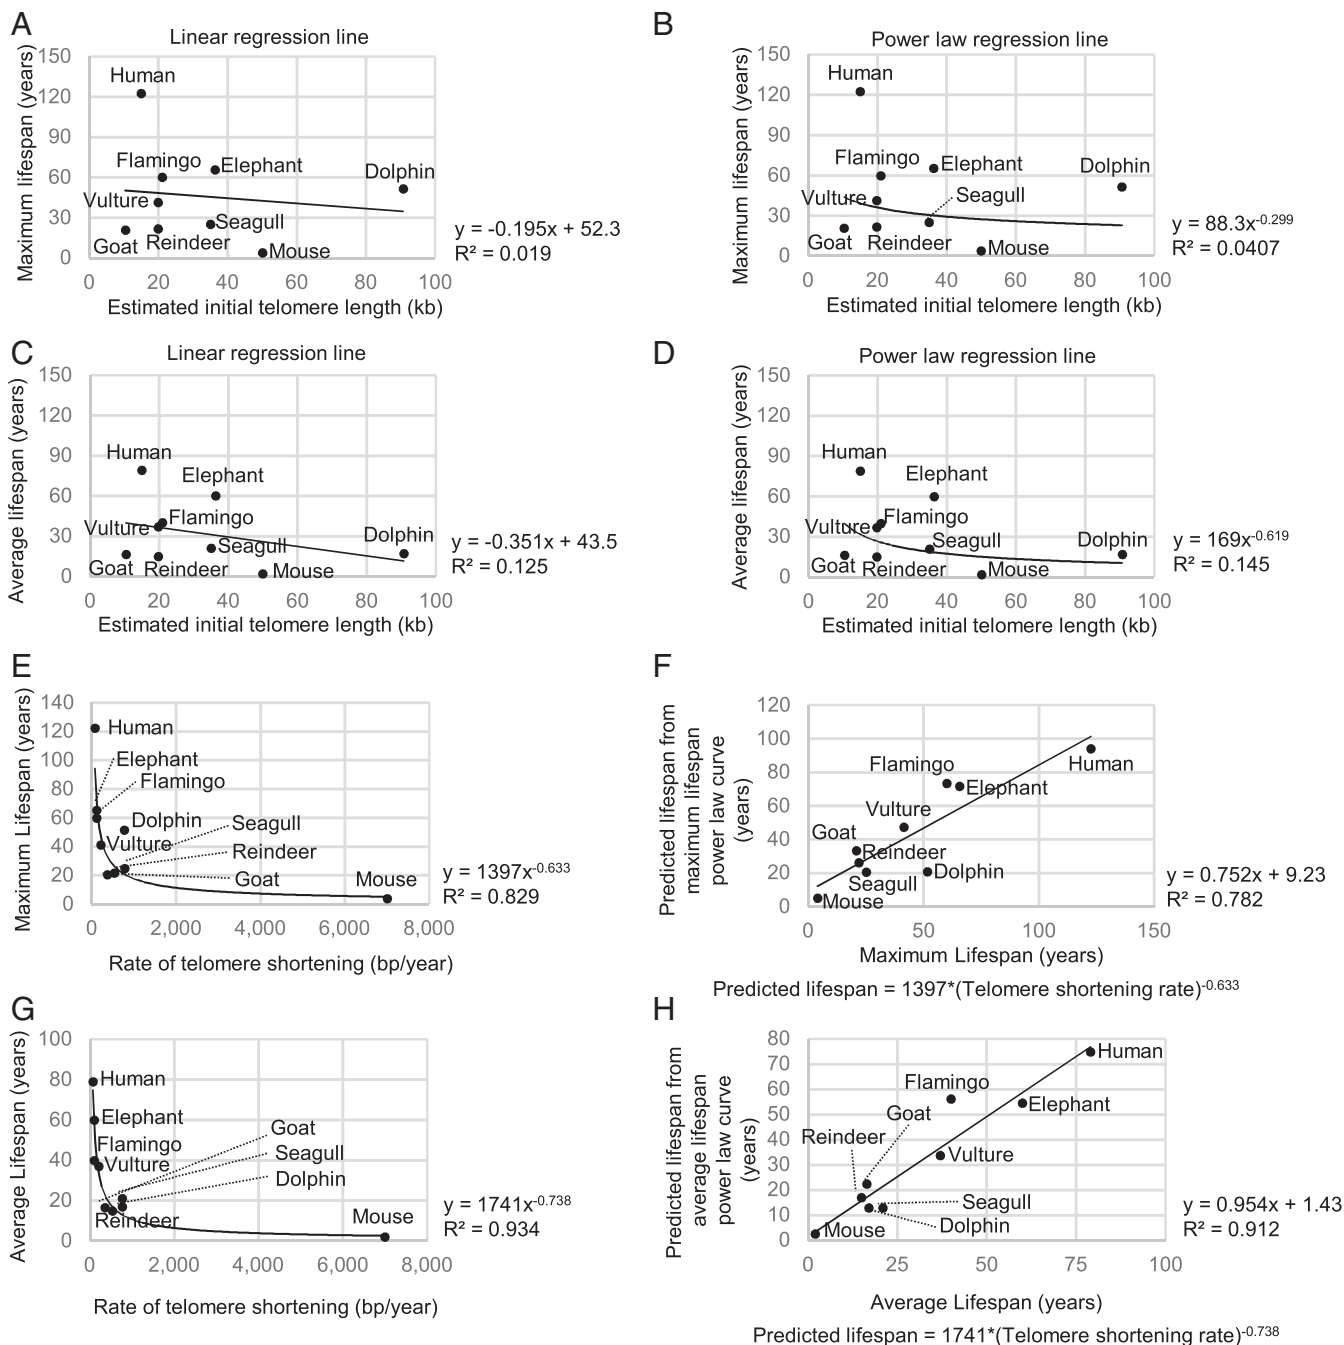 A
Linear regression line
Maximum lifespan (years)
150
120
90
60
30
0
Human
Flamingo
Elephant
Dolphin
Vulture
Seagull
Goat
Reindeer
Mouse
0 20 40 60 80 100
Estimated initial telomere length (kb)
y = -0.195x + 52.3
R² = 0.019
B
Power law regression line
Maximum lifespan (years)
150
120
90
60
30
0
Human
Flamingo
Elephant
Dolphin
Vulture
Seagull
Goat
Reindeer
Mouse
0 20 40 60 80 100
Estimated initial telomere length (kb)
y = 88.3x^-0.299
R² = 0.0407
C
Linear regression line
Average lifespan (years)
150
120
90
60
30
0
Human
Elephant
Vulture
Flamingo
Seagull
Dolphin
Goat
Reindeer
Mouse
0 20 40 60 80 100
Estimated initial telomere length (kb)
y = -0.351x + 43.5
R² = 0.125
D
Power law regression line
Average lifespan (years)
150
120
90
60
30
0
Human
Elephant
Vulture
Flamingo
Seagull
Dolphin
Goat
Reindeer
Mouse
0 20 40 60 80 100
Estimated initial telomere length (kb)
y = 169x^-0.619
R² = 0.145
E
Maximum Lifespan (years)
140
120
100
80
60
40
20
0
Human
Elephant
Flamingo
Dolphin
Seagull
Vulture
Reindeer
Goat
Mouse
0 2,000 4,000 6,000 8,000
Rate of telomere shortening (bp/year)
y = 1397x^-0.633
R² = 0.829
F
Predicted lifespan from
maximum lifespan
power law curve
(years)
120
100
80
60
40
20
0
Flamingo
Human
Elephant
Vulture
Goat
Reindeer
Dolphin
Seagull
Mouse
0 50 100 150
Maximum Lifespan (years)
y = 0.752x + 9.23
R² = 0.782
Predicted lifespan = 1397*(Telomere shortening rate)^-0.633
G
Average Lifespan (years)
100
80
60
40
20
0
Human
Elephant
Flamingo
Vulture
Goat
Seagull
Dolphin
Reindeer
Mouse
0 2,000 4,000 6,000 8,000
Rate of telomere shortening (bp/year)
y = 1741x^-0.738
R² = 0.934
H
Predicted lifespan from
average lifespan
power law curve
(years)
80
70
60
50
40
30
20
10
0
Human
Flamingo
Elephant
Goat
Reindeer
Vulture
Seagull
Dolphin
Mouse
0 25 50 75 100
Average Lifespan (years)
y = 0.954x + 1.43
R² = 0.912
Predicted lifespan = 1741*(Telomere shortening rate)^-0.738